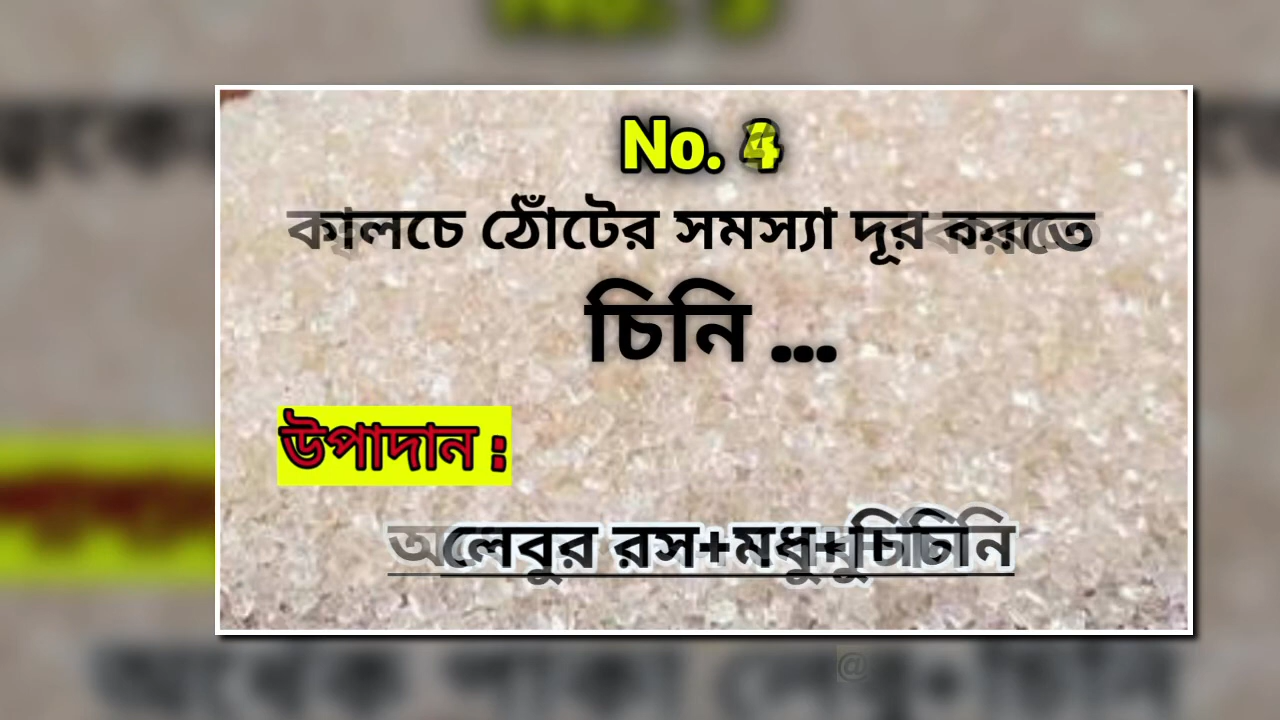 No. 4
কালচে ঠোঁটের সমস্যা দূর করতে
চিনি ...
উপাদান :
লেবুর রস+মধু+চিনি